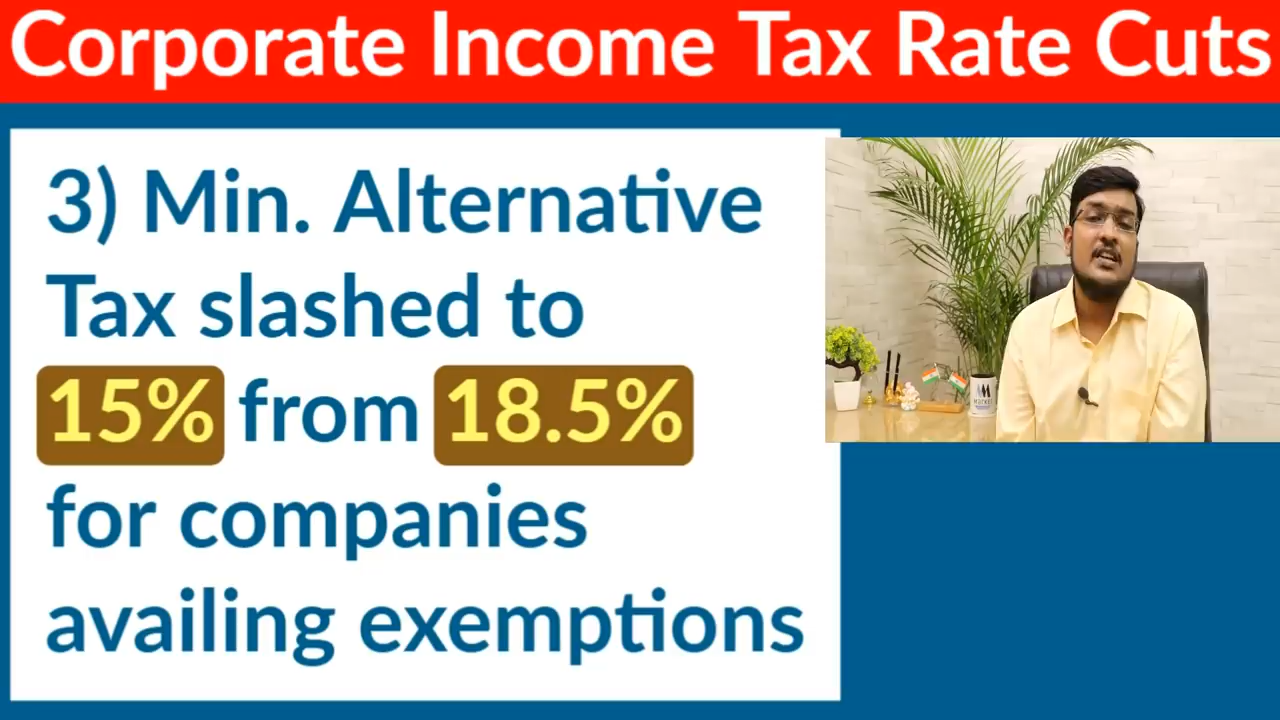 Corporate Income Tax Rate Cuts
3) Min. Alternative
Tax slashed to
15% from 18.5%
for companies
availing exemptions